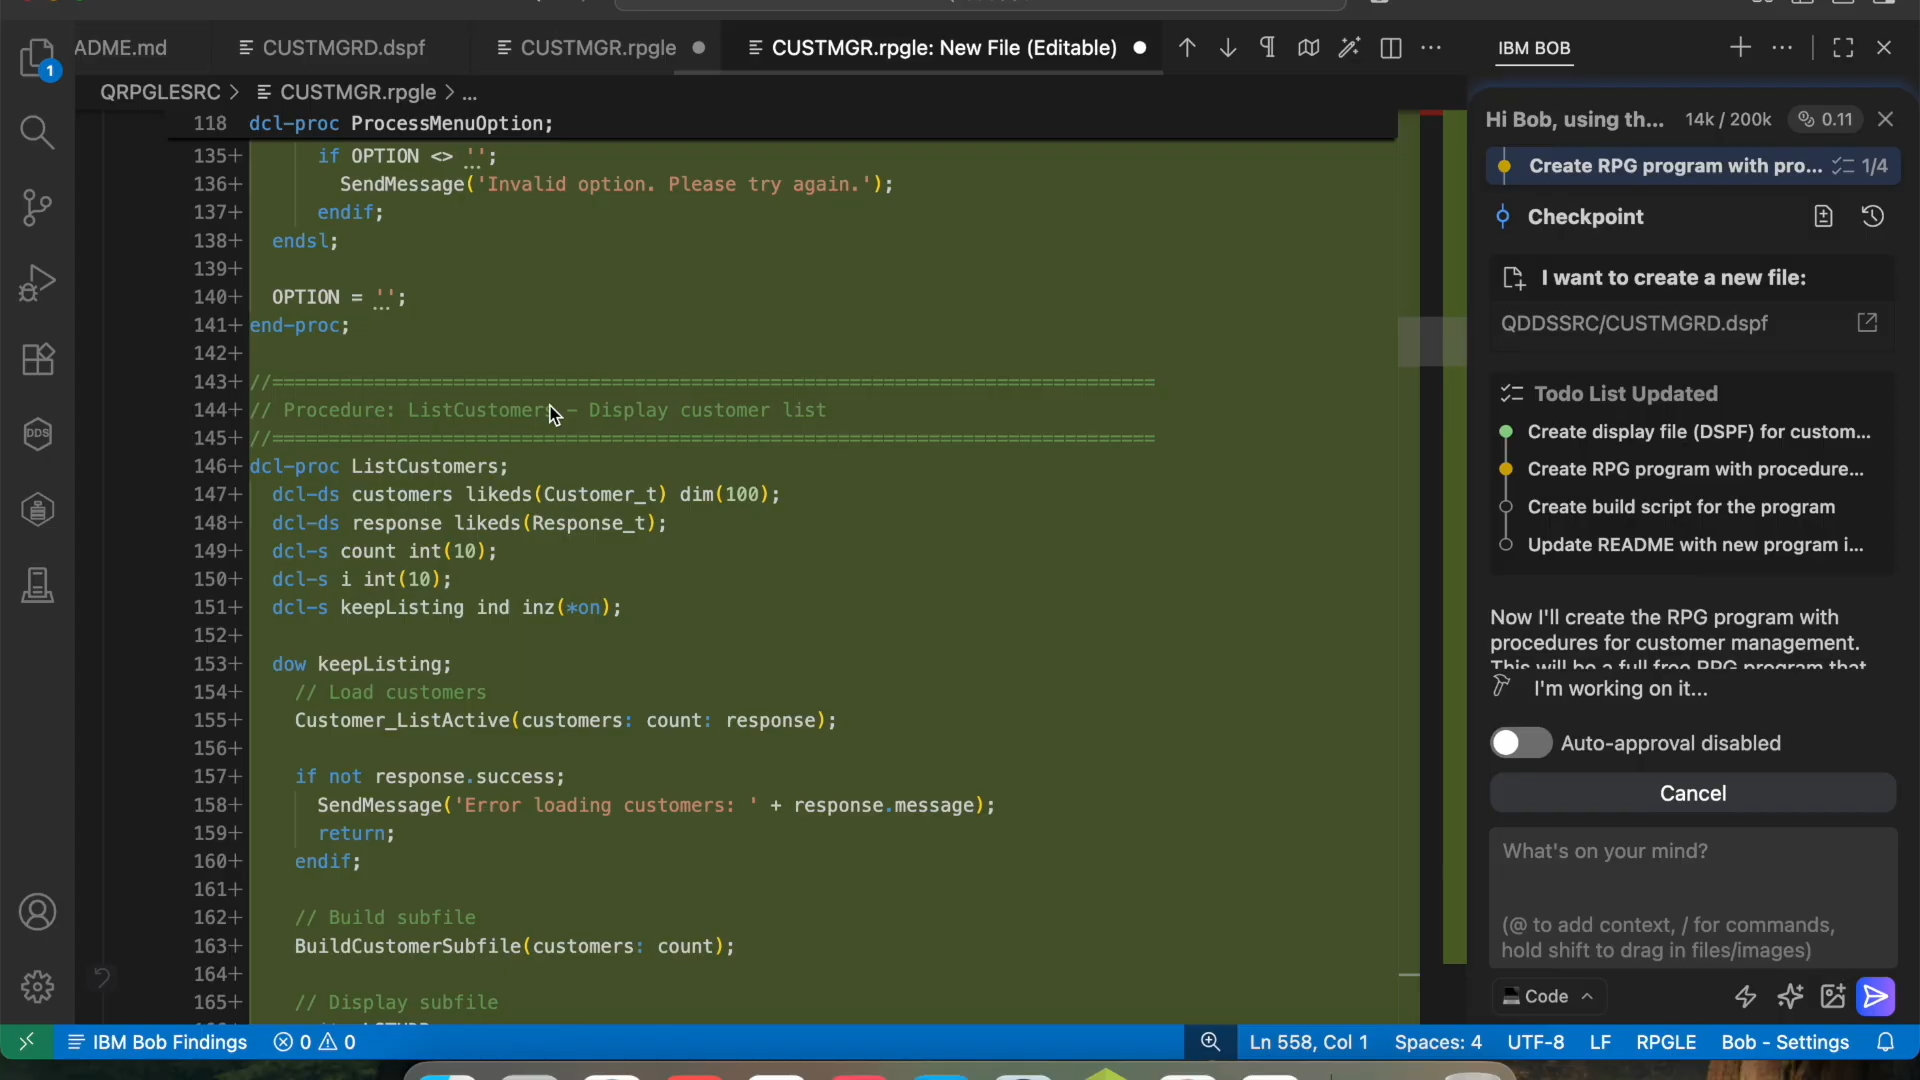 ADME.md
CUSTMGRD.dspf
CUSTMGR.rpgle
CUSTMGR.rpgle: New File (Editable)
IBM BOB
1
QRPGLESRC > CUSTMGR.rpgle > ...
118 dcl-proc ProcessMenuOption;
135+ if OPTION <> '';
136+ SendMessage('Invalid option. Please try again.');
137+ endif;
138+ endsl;
139+
140+ OPTION = '';
141+ end-proc;
142+
143+ //==============================================================================
144+ // Procedure: ListCustomers - Display customer list
145+ //==============================================================================
146+ dcl-proc ListCustomers;
147+ dcl-ds customers likeds(Customer_t) dim(100);
148+ dcl-ds response likeds(Response_t);
149+ dcl-s count int(10);
150+ dcl-s i int(10);
151+ dcl-s keepListing ind inz(*on);
152+
153+ dow keepListing;
154+ // Load customers
155+ Customer_ListActive(customers: count: response);
156+
157+ if not response.success;
158+ SendMessage('Error loading customers: ' + response.message);
159+ return;
160+ endif;
161+
162+ // Build subfile
163+ BuildCustomerSubfile(customers: count);
164+
165+ // Display subfile
DDS
Hi Bob, using th... 14k / 200k 0.11
Create RPG program with pro... 1/4
Checkpoint
I want to create a new file:
QDDSSRC/CUSTMGRD.dspf
Todo List Updated
Create display file (DSPF) for custom...
Create RPG program with procedure...
Create build script for the program
Update README with new program i...
Now I'll create the RPG program with
procedures for customer management.
This will be a full free RPG program that
I'm working on it...
Auto-approval disabled
Cancel
What's on your mind?
(@ to add context, / for commands,
hold shift to drag in files/images)
Code
IBM Bob Findings 0 0
Ln 558, Col 1 Spaces: 4 UTF-8 LF RPGLE Bob - Settings